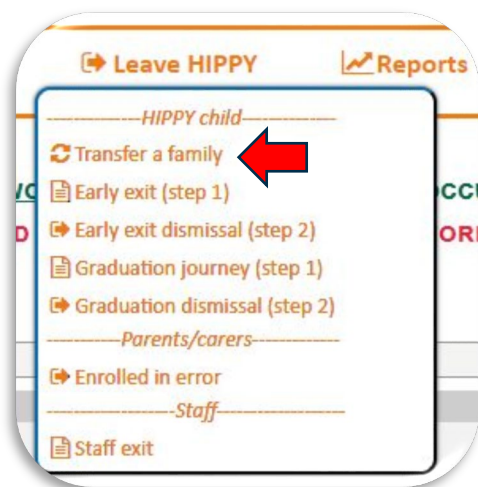 Leave HIPPY Reports
-------------HIPPY child-------------
Transfer a family
Early exit (step 1)
Early exit dismissal (step 2)
Graduation journey (step 1)
Graduation dismissal (step 2)
----------Parents/carers------------
Enrolled in error
-----------------Staff-----------------
Staff exit